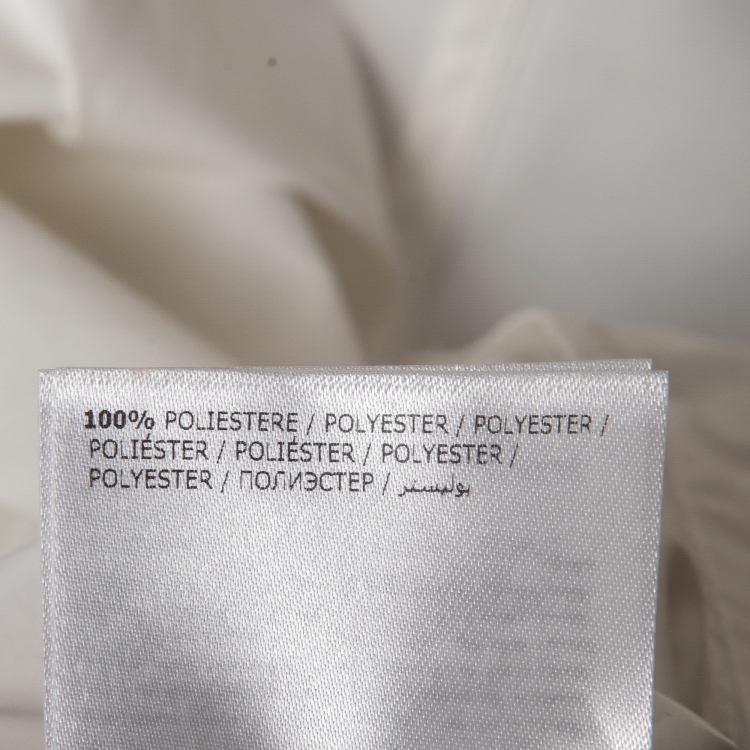 100% POLIESTERE / POLYESTER / POLYESTER /
POLIÉSTER / POLIÉSTER / POLYESTER /
POLYESTER / ПОЛИЭСТЕР / بوليستر